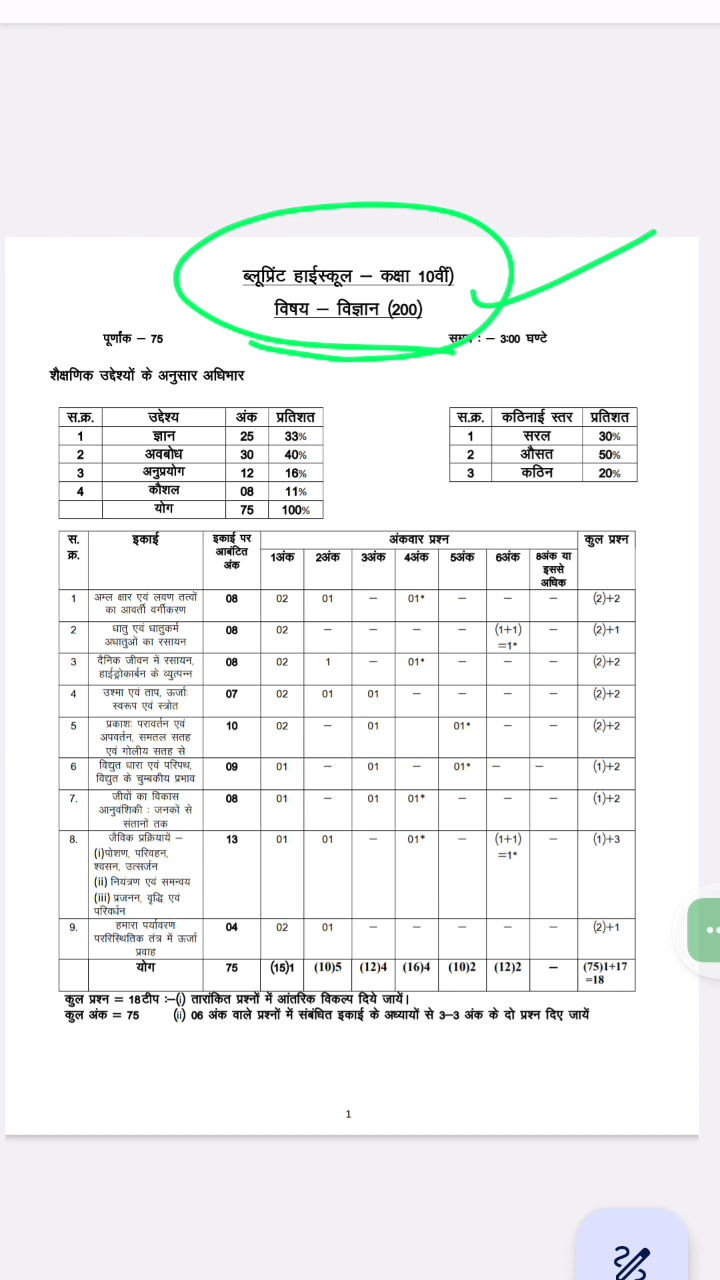 ब्लूप्रिंट हाईस्कूल – कक्षा 10वीं)
विषय – विज्ञान (200)
पूर्णांक – 75 समय : – 3:00 घण्टे
शैक्षणिक उद्देश्यों के अनुसार अधिभार
स.क्र. उद्देश्य अंक प्रतिशत
1 ज्ञान 25 33%
2 अवबोध 30 40%
3 अनुप्रयोग 12 16%
4 कौशल 08 11%
योग 75 100%
स.क्र. कठिनाई स्तर प्रतिशत
1 सरल 30%
2 औसत 50%
3 कठिन 20%
स. क्र. इकाई इकाई पर आबंटित अंक अंकवार प्रश्न कुल प्रश्न
1अंक 2अंक 3अंक 4अंक 5अंक 6अंक 8अंक या इससे अधिक
1 अम्ल क्षार एवं लवण तत्वों 08 02 01 – 01* – – – (2)+2
का आवर्ती वर्गीकरण
2 धातु एवं धातुकर्म 08 02 – – – – (1+1) – (2)+1
अधातुओं का रसायन =1*
3 दैनिक जीवन में रसायन, 08 02 1 – 01* – – – (2)+2
हाईड्रोकार्बन के व्युत्पन्न
4 उश्मा एवं ताप, ऊर्जाः 07 02 01 01 – – – – (2)+2
स्वरूप एवं स्त्रोत
5 प्रकाशः परावर्तन एवं 10 02 – 01 01* – – (2)+2
अपवर्तन, समतल सतह
एवं गोलीय सतह से
6 विद्युत धारा एवं परिपथ, 09 01 – 01 – 01* – – (1)+2
विद्युत के चुम्बकीय प्रभाव
7. जीवों का विकास 08 01 – 01 01* – – – (1)+2
आनुवंशिकी : जनकों से
संतानों तक
8. जैविक प्रक्रियायें – 13 01 01 – 01* – (1+1) – (1)+3
(i)पोशण, परिवहन, =1*
श्वसन, उत्सर्जन
(ii) नियंत्रण एवं समन्वय
(iii) प्रजनन, वृद्धि एवं
परिवर्धन
9. हमारा पर्यावरण 04 02 01 – – – – – (2)+1
पररिस्थितिक तंत्र में ऊर्जा
प्रवाह
योग 75 (15)1 (10)5 (12)4 (16)4 (10)2 (12)2 – (75)1+17
=18
कुल प्रश्न = 18टीप :–(i) तारांकित प्रश्नों में आंतरिक विकल्प दिये जायें।
कुल अंक = 75 (ii) 06 अंक वाले प्रश्नों में संबंधित इकाई के अध्यायों से 3–3 अंक के दो प्रश्न दिए जायें
1